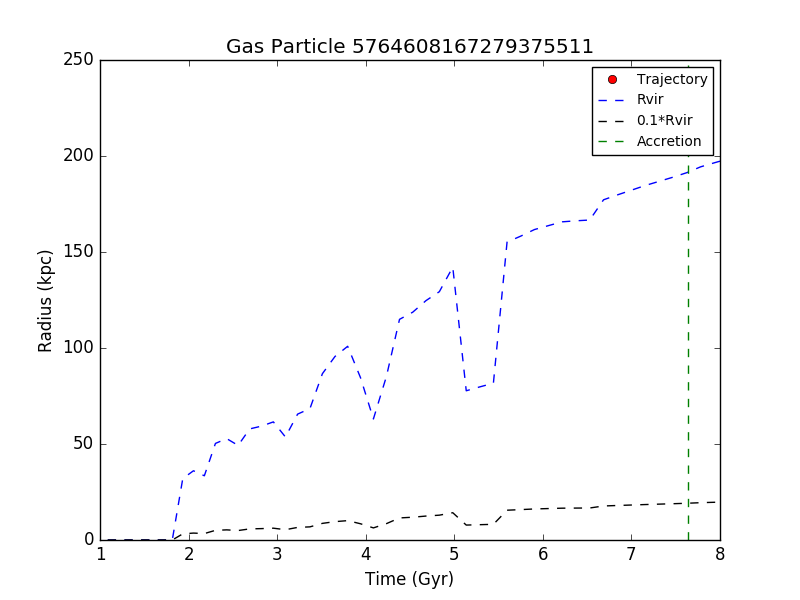 Gas Particle 5764608167279375511
250
200
150
100
50
0
Radius (kpc)
Trajectory
Rvir
0.1*Rvir
Accretion
1 2 3 4 5 6 7 8
Time (Gyr)